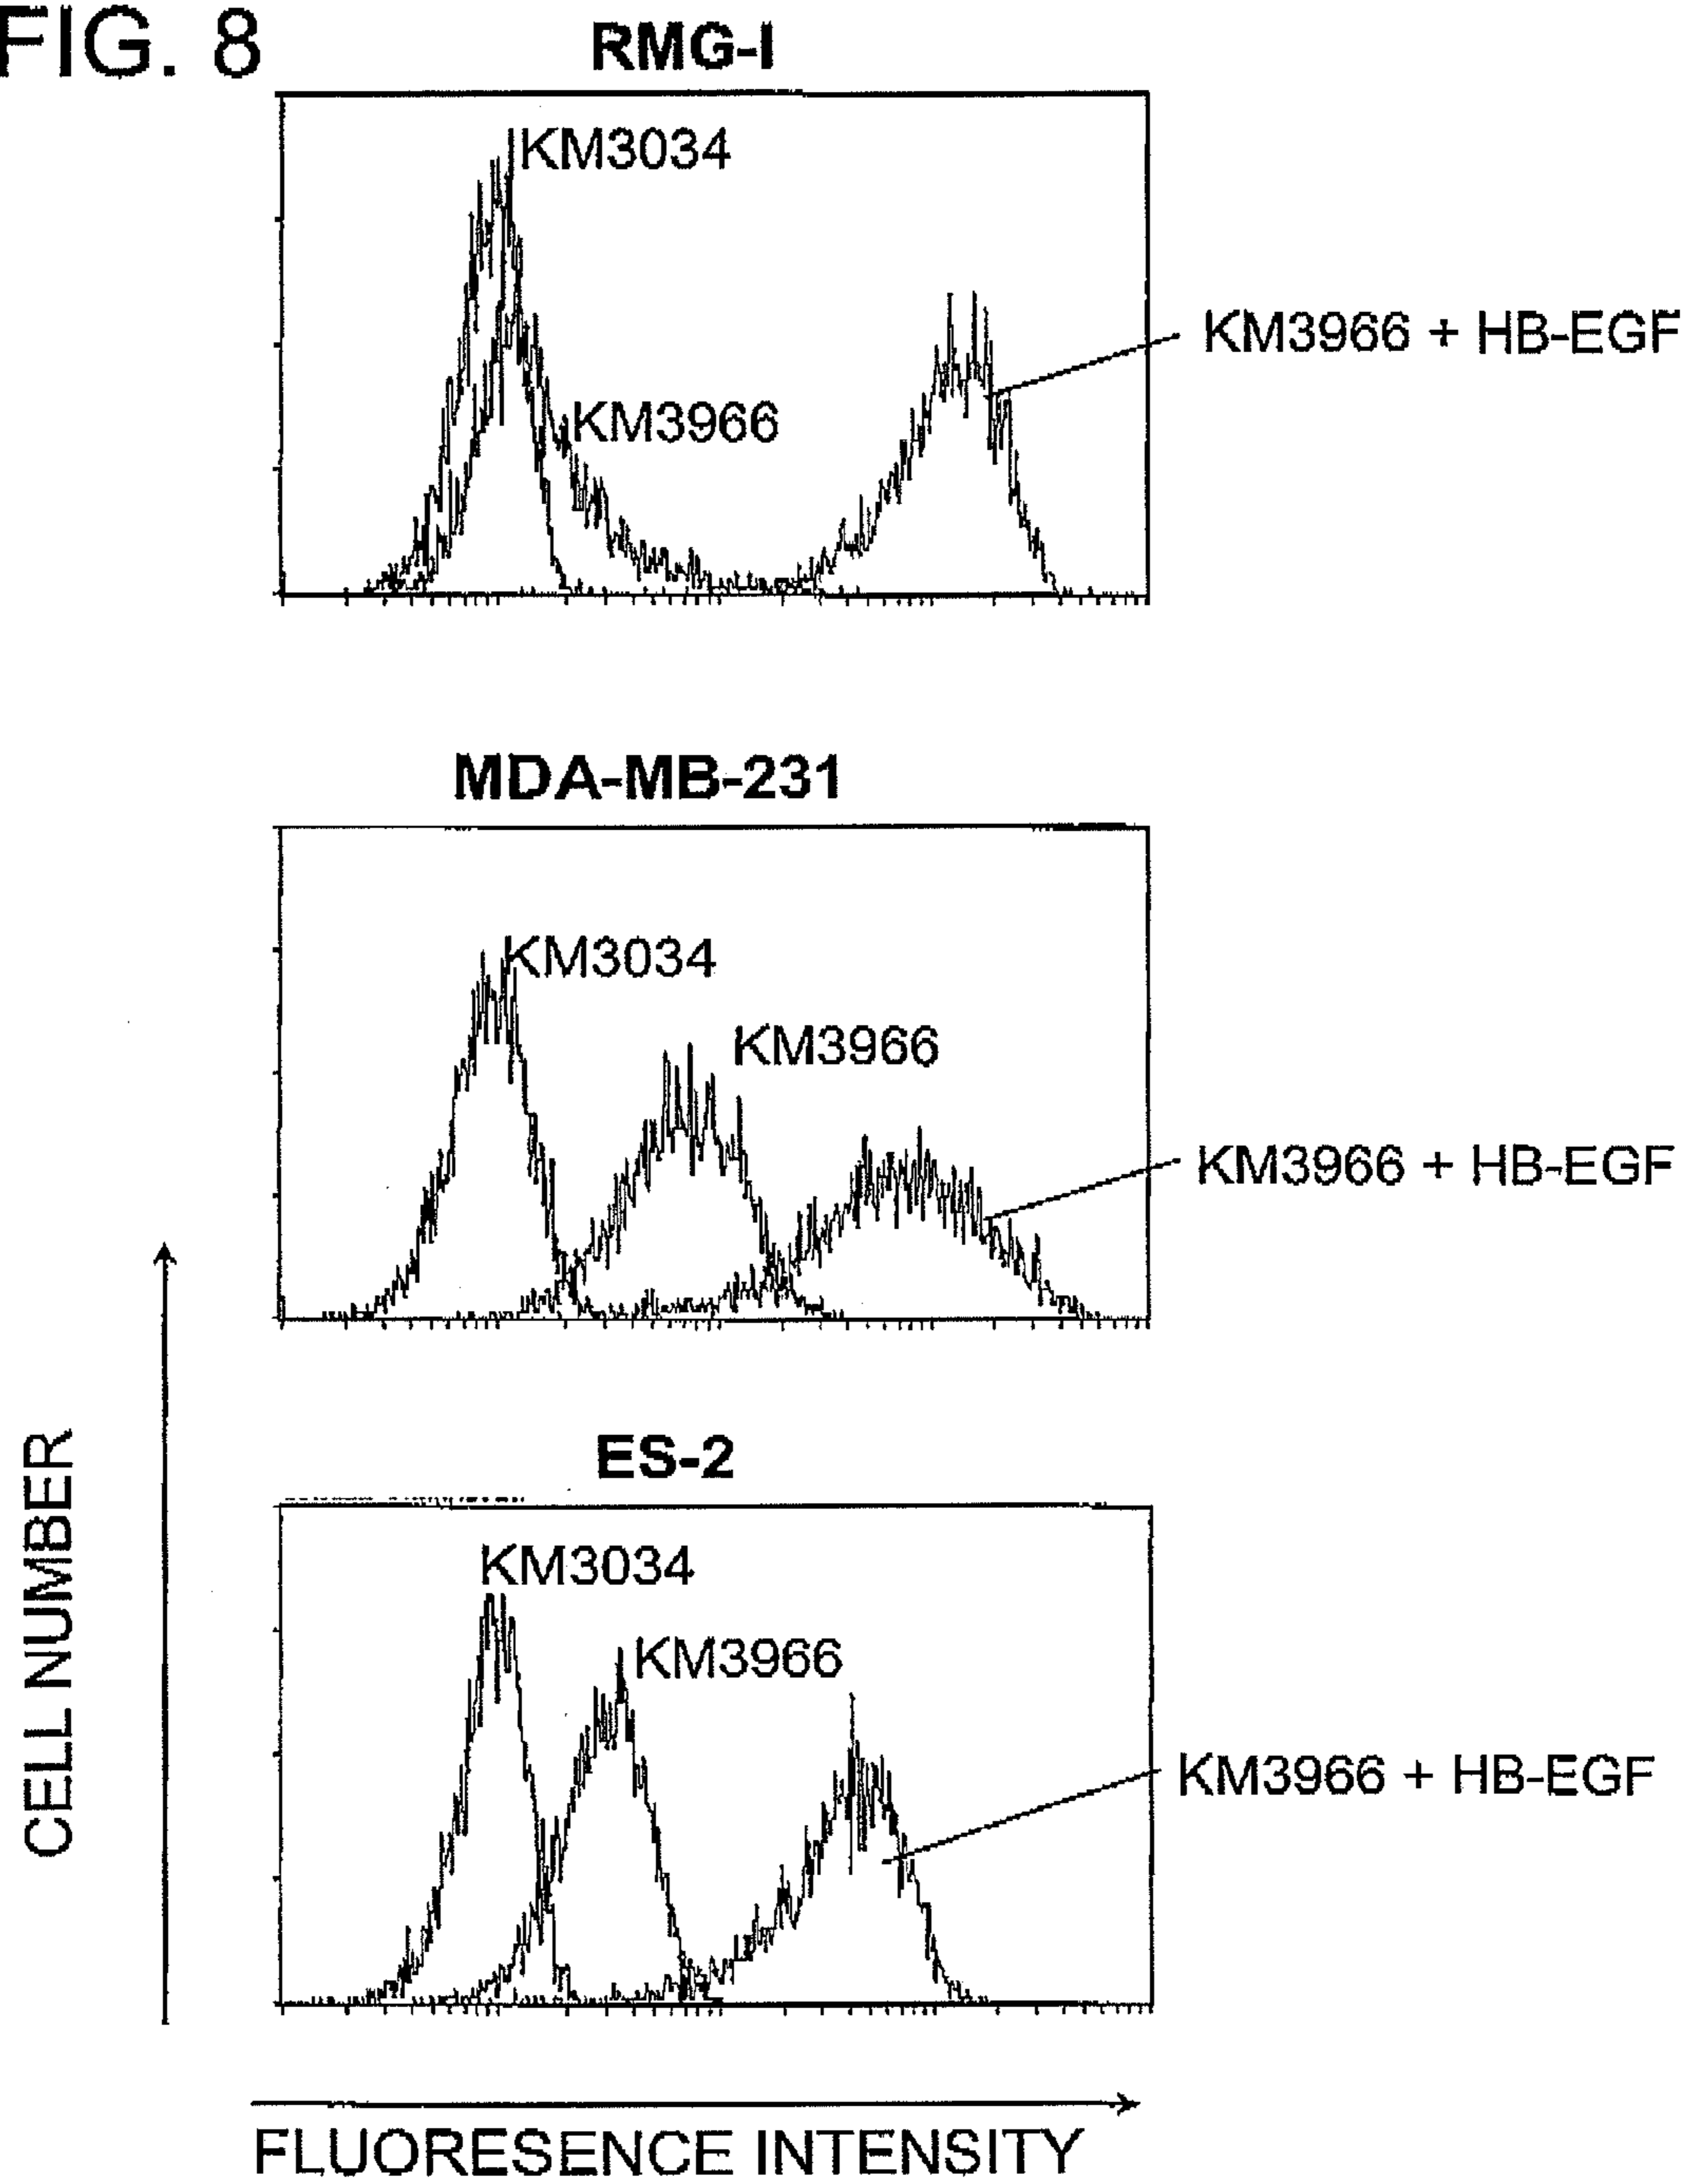 FIG. 8
RMG-I
KM3034
KM3966
KM3966 + HB-EGF
MDA-MB-231
KM3034
KM3966
KM3966 + HB-EGF
ES-2
KM3034
KM3966
KM3966 + HB-EGF
CELL NUMBER
FLUORESENCE INTENSITY